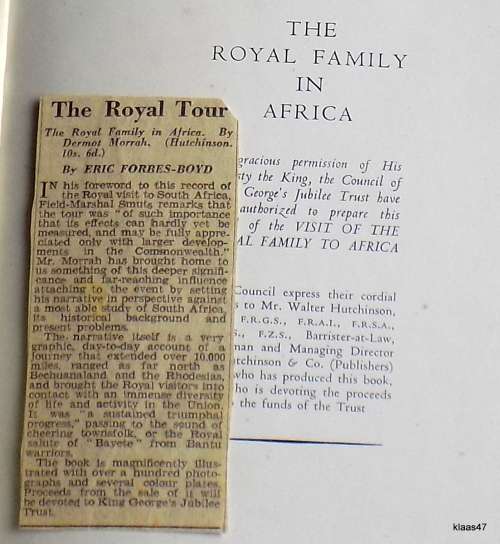 THE
ROYAL FAMILY
IN
AFRICA
gracious permission of His
ty the King, the Council of
George's Jubilee Trust have
authorized to prepare this
of the VISIT OF THE
AL FAMILY TO AFRICA
Council express their cordial
s to Mr. Walter Hutchinson,
F.R.G.S., F.R.A.I., F.R.S.A.,
S., F.Z.S., Barrister-at-Law,
man and Managing Director
tchinson & Co. (Publishers)
who has produced this book,
ho is devoting the proceeds
the funds of the Trust
The Royal Tour
The Royal Family in Africa. By
Dermot Morrah. (Hutchinson.
10s. 6d.)
By ERIC FORBES-BOYD
IN his foreword to this record of
the Royal visit to South Africa,
Field-Marshal Smuts remarks that
the tour was "of such importance
that its effects can hardly yet be
measured, and may be fully appre-
ciated only with larger develop-
ments in the Commonwealth."
Mr. Morrah has brought home to
us something of this deeper signifi-
cance and far-reaching influence
attaching to the event by setting
his narrative in perspective against
a most able study of South Africa,
its historical background and
present problems.
The narrative itself is a very
graphic, day-to-day account of a
journey that extended over 10,000
miles, ranged as far north as
Bechuanaland and the Rhodesias,
and brought the Royal visitors into
contact with an immense diversity
of life and activity in the Union.
It was "a sustained triumphal
progress," passing to the sound of
cheering townsfolk, or the Royal
salute of "Bayete" from Bantu
warriors.
The book is magnificently illus-
trated with over a hundred photo-
graphs and several colour plates.
Proceeds from the sale of it will
be devoted to King George's Jubilee
Trust.
klaas47